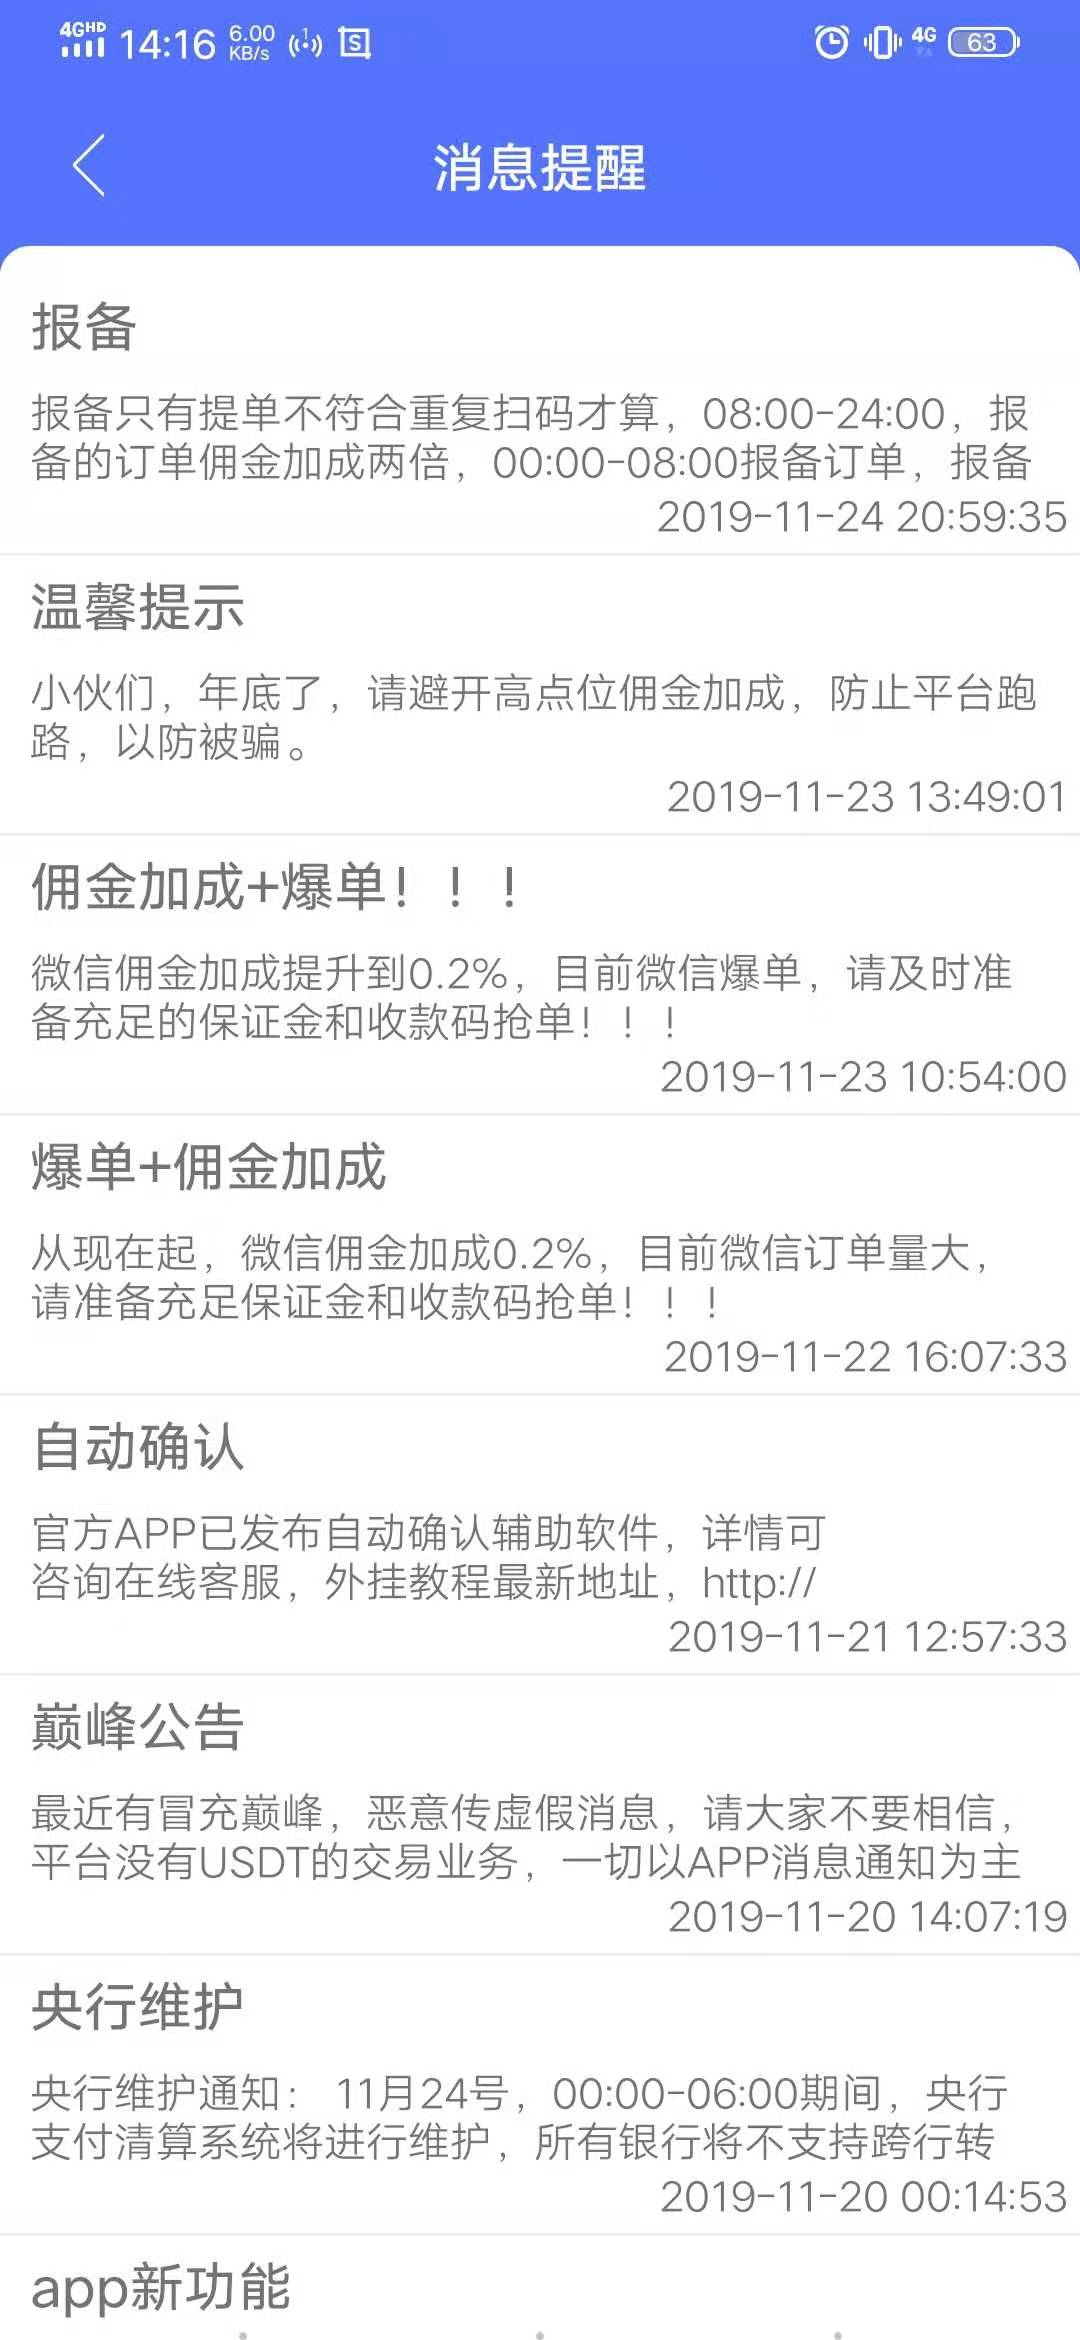 4GHD 14:16 6.00 KB/s 4G 63
消息提醒
报备
报备只有提单不符合重复扫码才算，08:00-24:00，报
备的订单佣金加成两倍，00:00-08:00报备订单，报备
2019-11-24 20:59:35
温馨提示
小伙们，年底了，请避开高点位佣金加成，防止平台跑
路，以防被骗。
2019-11-23 13:49:01
佣金加成+爆单！！！
微信佣金加成提升到0.2%，目前微信爆单，请及时准
备充足的保证金和收款码抢单！！！
2019-11-23 10:54:00
爆单+佣金加成
从现在起，微信佣金加成0.2%，目前微信订单量大，
请准备充足保证金和收款码抢单！！！
2019-11-22 16:07:33
自动确认
官方APP已发布自动确认辅助软件，详情可
咨询在线客服，外挂教程最新地址，http://
2019-11-21 12:57:33
巅峰公告
最近有冒充巅峰，恶意传虚假消息，请大家不要相信，
平台没有USDT的交易业务，一切以APP消息通知为主
2019-11-20 14:07:19
央行维护
央行维护通知： 11月24号，00:00-06:00期间，央行
支付清算系统将进行维护，所有银行将不支持跨行转
2019-11-20 00:14:53
app新功能